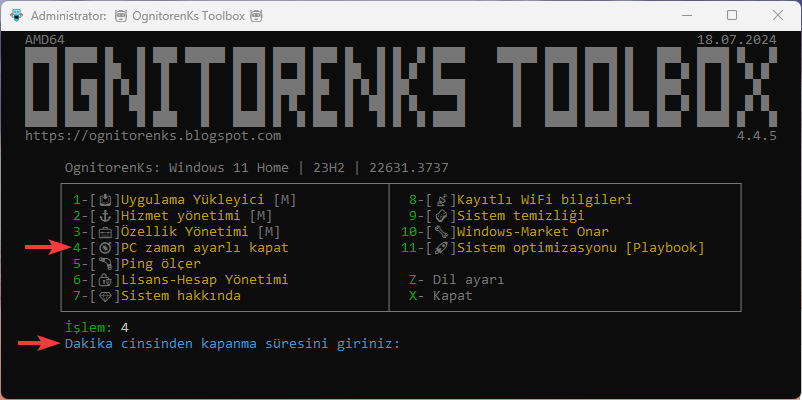 Administrator: OgnitorenKs Toolbox
AMD64 18.07.2024
OGNITORENKS TOOLBOX
https://ognitorenks.blogspot.com 4.4.5
OgnitorenKs: Windows 11 Home | 23H2 | 22631.3737
1-[ ]Uygulama Yükleyici [M]
2-[⚓]Hizmet yönetimi [M]
3-[ ]Özellik Yönetimi [M]
4-[ ]PC zaman ayarlı kapat
5-[ ]Ping ölçer
6-[ ]Lisans-Hesap Yönetimi
7-[ ]Sistem hakkında
8-[ ]Kayıtlı WiFi bilgileri
9-[ ]Sistem temizliği
10-[ ]Windows-Market Onar
11-[ ]Sistem optimizasyonu [Playbook]
Z- Dil ayarı
X- Kapat
İşlem: 4
Dakika cinsinden kapanma süresini giriniz: